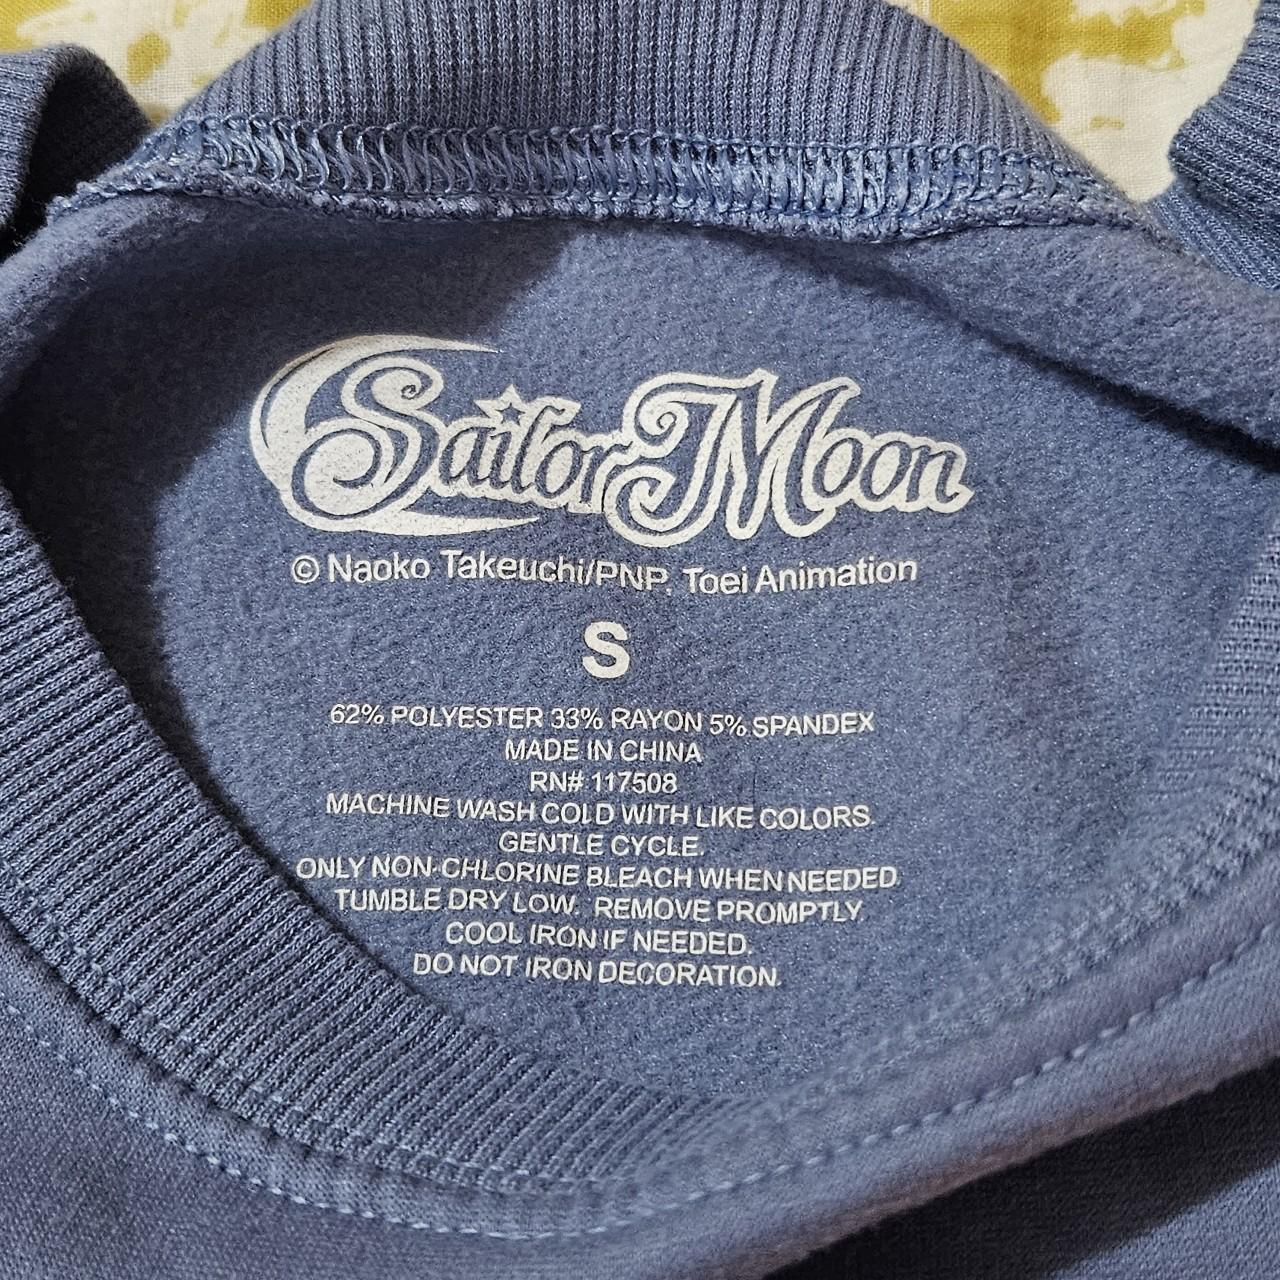 Sailor Moon
© Naoko Takeuchi/PNP, Toei Animation
S
62% POLYESTER 33% RAYON 5% SPANDEX
MADE IN CHINA
RN# 117508
MACHINE WASH COLD WITH LIKE COLORS.
GENTLE CYCLE.
ONLY NON-CHLORINE BLEACH WHEN NEEDED.
TUMBLE DRY LOW. REMOVE PROMPTLY.
COOL IRON IF NEEDED.
DO NOT IRON DECORATION.